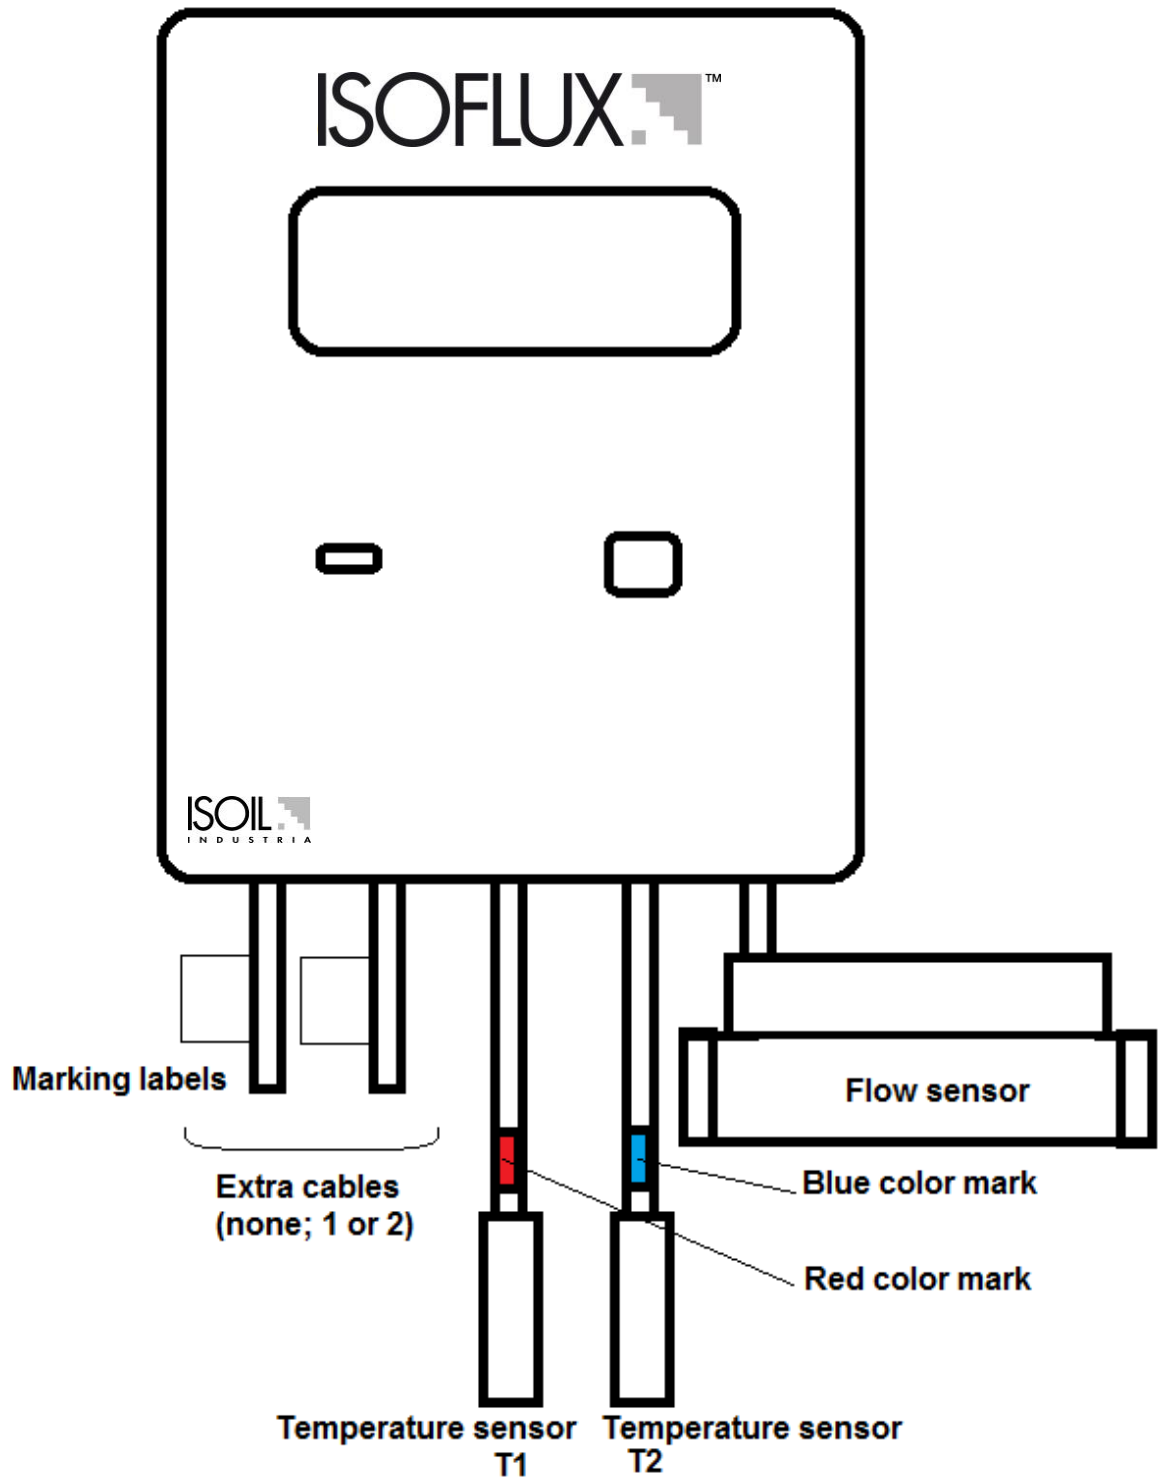 ISOFLUX™
ISOIL
INDUSTRIA
Marking labels
Flow sensor
Extra cables
(none; 1 or 2)
Blue color mark
Red color mark
Temperature sensor
T1
Temperature sensor
T2